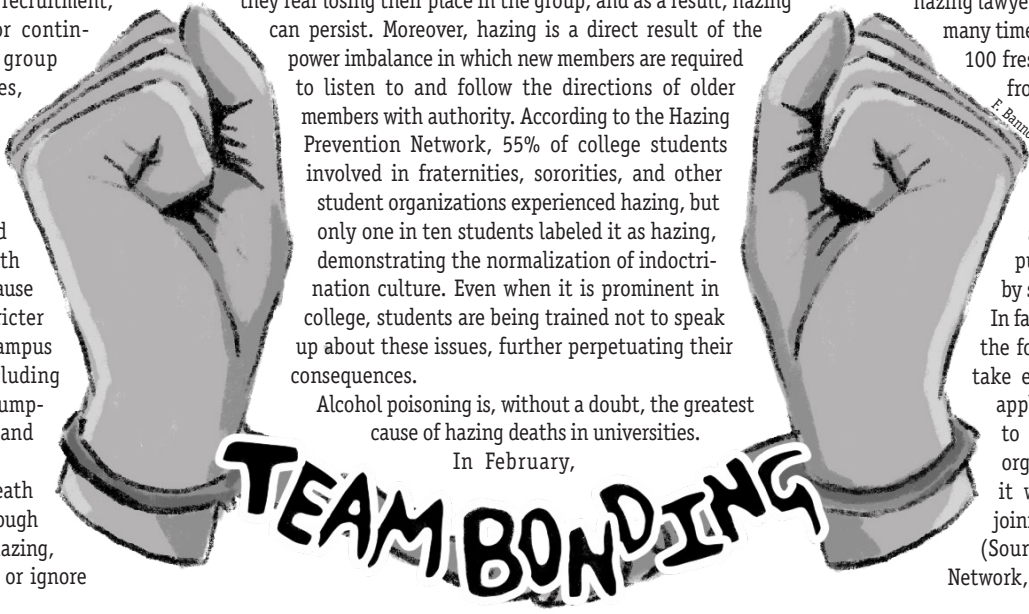 recruitment,
or contin-
group
es,
d
th
ause
ricter
ampus
luding
ump-
and
eath
ough
azing,
or ignore
they fear losing their place in the group, and as a result, hazing
can persist. Moreover, hazing is a direct result of the
power imbalance in which new members are required
to listen to and follow the directions of older
members with authority. According to the Hazing
Prevention Network, 55% of college students
involved in fraternities, sororities, and other
student organizations experienced hazing, but
only one in ten students labeled it as hazing,
demonstrating the normalization of indoctri-
nation culture. Even when it is prominent in
college, students are being trained not to speak
up about these issues, further perpetuating their
consequences.
Alcohol poisoning is, without a doubt, the greatest
cause of hazing deaths in universities.
In February,
TEAM BONDING
hazing lawye
many time
100 fres
fro
F. Banno
pu
by s
In fa
the fo
take e
app
to
org
it w
join
(Sour
Network,